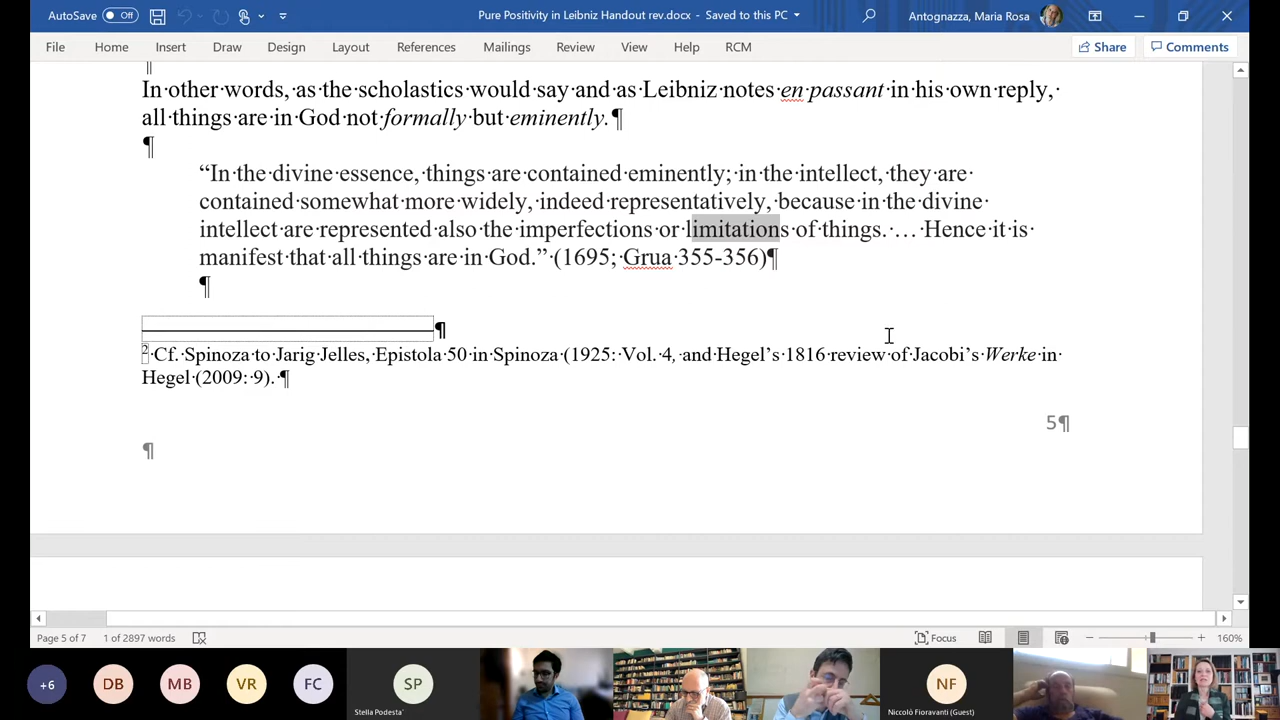 AutoSave Off Pure Positivity in Leibniz Handout rev.docx - Saved to this PC Antognazza, Maria Rosa
File Home Insert Draw Design Layout References Mailings Review View Help RCM Share Comments
¶
In·other·words,·as·the·scholastics·would·say·and·as·Leibniz·notes·en·passant·in·his·own·reply,·
all·things·are·in·God·not·formally·but·eminently.¶
¶
“In·the·divine·essence,·things·are·contained·eminently;·in·the·intellect,·they·are·
contained·somewhat·more·widely,·indeed·representatively,·because·in·the·divine·
intellect·are·represented·also·the·imperfections·or·limitations·of·things.·…·Hence·it·is·
manifest·that·all·things·are·in·God.”·(1695;·Grua·355-356)¶
¶
¶
2·Cf.·Spinoza·to·Jarig·Jelles,·Epistola·50·in·Spinoza·(1925:·Vol.·4,·and·Hegel’s·1816·review·of·Jacobi’s·Werke·in·
Hegel·(2009:·9).·¶
5¶
¶
Page 5 of 7 1 of 2897 words Focus 160%
+6 DB MB VR FC SP NF
Stella Podesta` Niccolò Fioravanti (Guest)